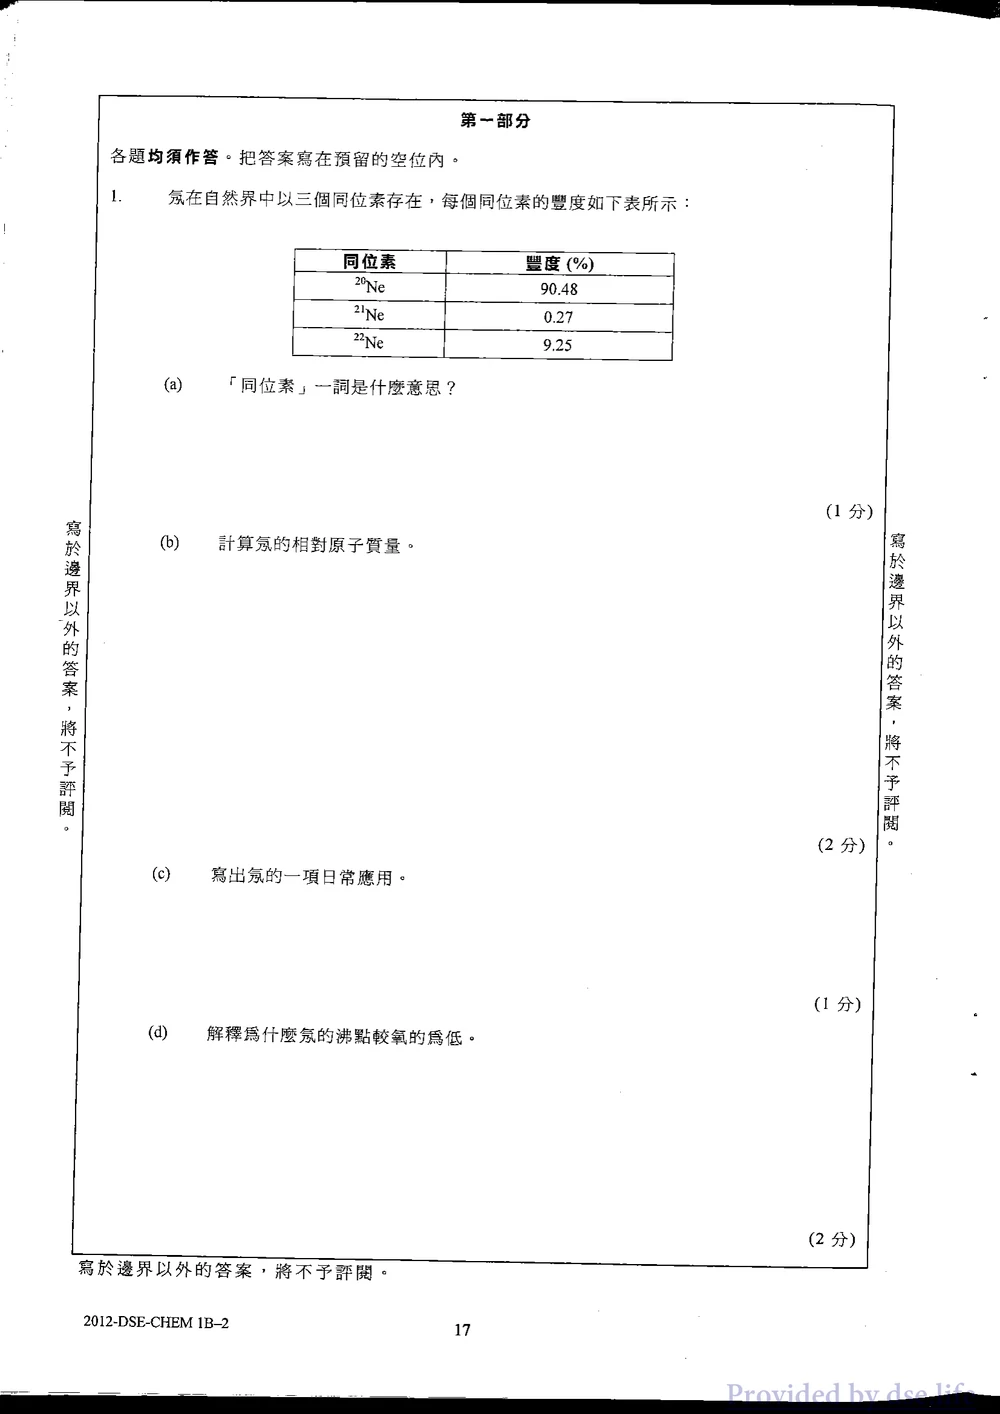 第一部分
各題均須作答。把答案寫在預留的空位內。
1. 氖在自然界中以三個同位素存在，每個同位素的豐度如下表所示：
同位素 豐度 (%)
²⁰Ne 90.48
²¹Ne 0.27
²²Ne 9.25
(a) 「同位素」一詞是什麼意思？
(1 分)
(b) 計算氖的相對原子質量。
(2 分)
(c) 寫出氖的一項日常應用。
(1 分)
(d) 解釋爲什麼氖的沸點較氧的爲低。
(2 分)
寫於邊界以外的答案，將不予評閱。
寫於邊界以外的答案，將不予評閱。
寫於邊界以外的答案，將不予評閱。
2012-DSE-CHEM 1B–2
17
Provided by dse.life